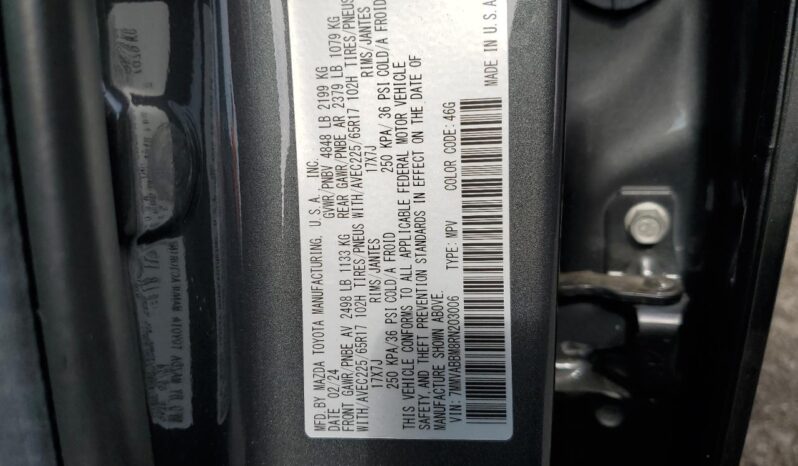 MFD.BY MAZDA TOYOTA MANUFACTURING, U.S.A. INC.
DATE 02/24 GVWR/PNBV 4848 LB 2199 KG
FRONT GAWR/PNBE AV 2498 LB 1133 KG REAR GAWR/PNBE AR 2379 LB 1079 KG
WITH/AVEC225/65R17 102H TIRES/PNEUS WITH/AVEC225/65R17 102H TIRES/PNEUS
17X7J RIMS/JANTES 17X7J RIMS/JANTES
250 KPA/36 PSI COLD/A FROID 250 KPA/ 36 PSI COLD/A FROID
THIS VEHICLE CONFORMS TO ALL APPLICABLE FEDERAL MOTOR VEHICLE
SAFETY, AND THEFT PREVENTION STANDARDS IN EFFECT ON THE DATE OF
MANUFACTURE SHOWN ABOVE.
VIN: 7MMVABBM8RN203006 TYPE: MPV COLOR CODE: 46G
MADE IN U.S.A